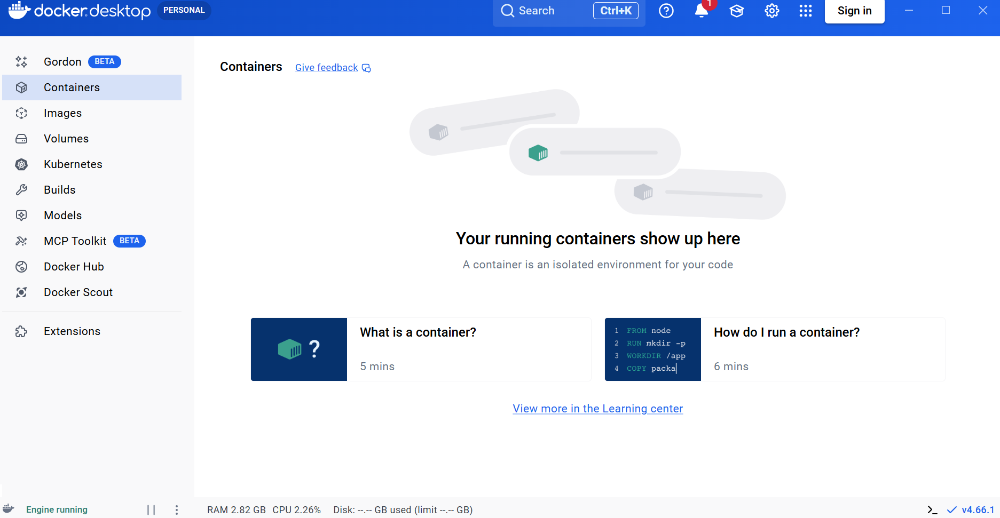 docker.desktop PERSONAL Search Ctrl+K 1 Sign in
Gordon BETA
Containers
Images
Volumes
Kubernetes
Builds
Models
MCP Toolkit BETA
Docker Hub
Docker Scout
Extensions
Containers Give feedback
Your running containers show up here
A container is an isolated environment for your code
?
What is a container?
5 mins
1 FROM node
2 RUN mkdir -p
3 WORKDIR /app
4 COPY packa
How do I run a container?
6 mins
View more in the Learning center
Engine running RAM 2.82 GB CPU 2.26% Disk: --.-- GB used (limit --.-- GB) v4.66.1